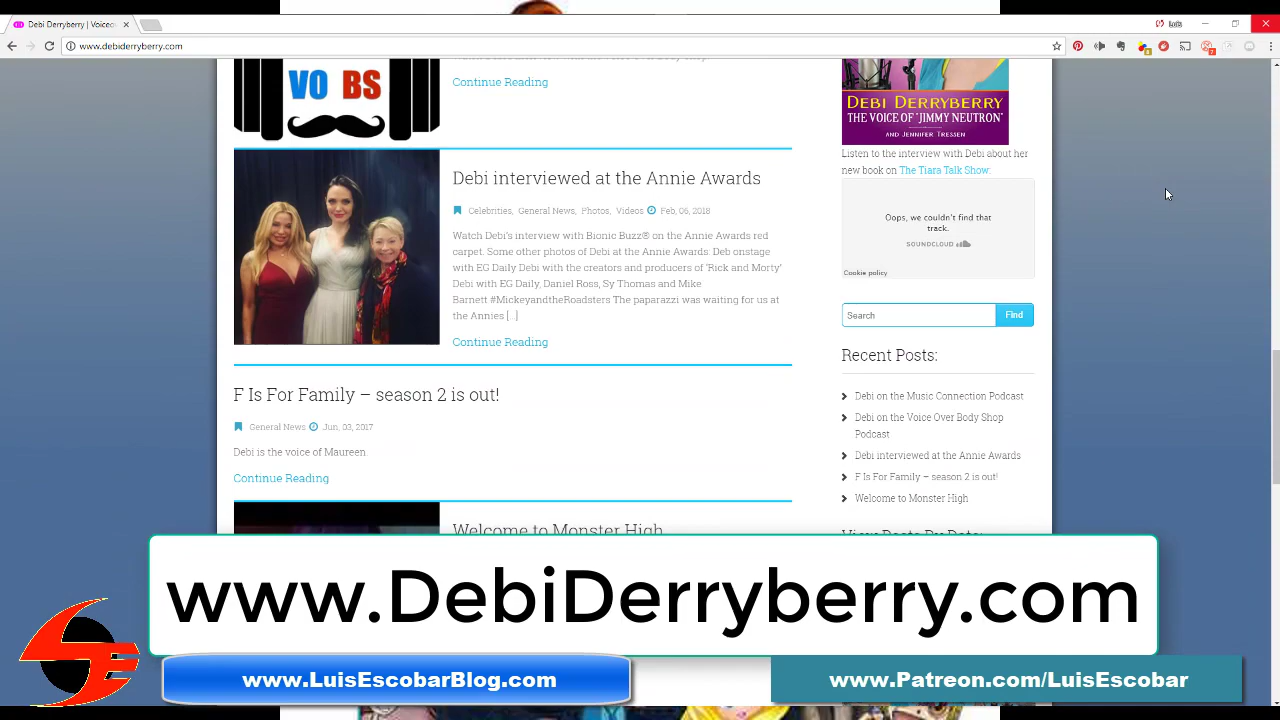 Debi Derryberry | Voiceo
www.debiderryberry.com
Continue Reading
VO BS
Debi interviewed at the Annie Awards
Celebrities, General News, Photos, Videos Feb, 06, 2018
Watch Debi's interview with Bionic Buzz® on the Annie Awards red
carpet. Some other photos of Debi at the Annie Awards: Deb onstage
with EG Daily Debi with the creators and producers of 'Rick and Morty'
Debi with EG Daily, Daniel Ross, Sy Thomas and Mike
Barnett #MickeyandtheRoadsters The paparazzi was waiting for us at
the Annies [...]
Continue Reading
F Is For Family – season 2 is out!
General News Jun, 03, 2017
Debi is the voice of Maureen.
Continue Reading
Welcome to Monster High
DEBI DERRYBERRY
THE VOICE OF "JIMMY NEUTRON"
AND JENNIFER TRESSEN
Listen to the interview with Debi about her
new book on The Tiara Talk Show:
Oops, we couldn't find that
track.
SOUNDCLOUD
Cookie policy
Search Find
Recent Posts:
Debi on the Music Connection Podcast
Debi on the Voice Over Body Shop
Podcast
Debi interviewed at the Annie Awards
F Is For Family – season 2 is out!
Welcome to Monster High
View Posts By Date:
www.DebiDerryberry.com
www.LuisEscobarBlog.com
www.Patreon.com/LuisEscobar